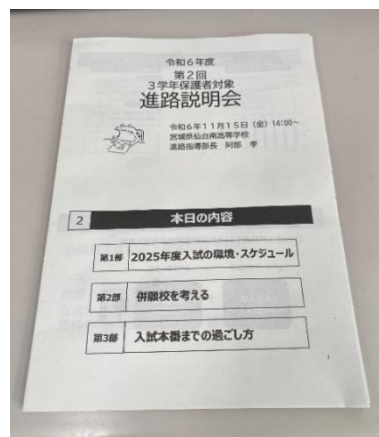 令和６年度
第２回
３学年保護者対象
進路説明会
令和６年１１月１５日（金）14:00～
宮城県仙台南高等学校
進路指導部長　阿部　孝
2　本日の内容
第1部　2025年度入試の環境・スケジュール
第2部　併願校を考える
第3部　入試本番までの過ごし方